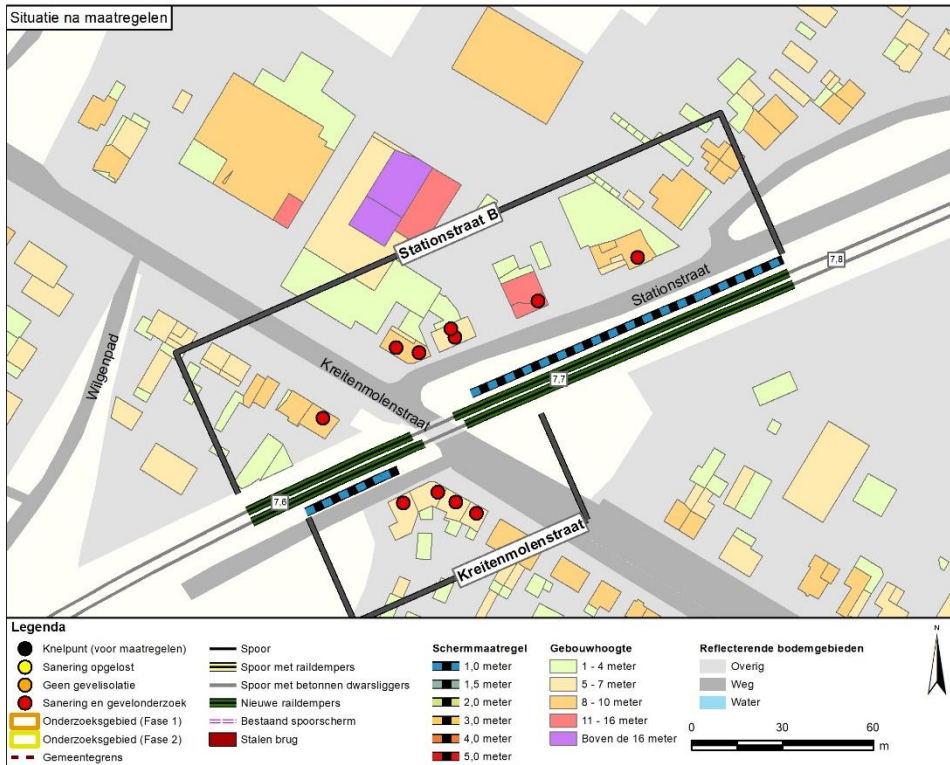 Situatie na maatregelen
Stationstraat B
Stationstraat
7,8
7,7
Kreitenmolenstraat
Wilgenpad
7,6
Kreitenmolenstraat
Legenda
Knelpunt (voor maatregelen)
Sanering opgelost
Geen gevelisolatie
Sanering en gevelonderzoek
Onderzoeksgebied (Fase 1)
Onderzoeksgebied (Fase 2)
Gemeentegrens
Spoor
Spoor met raildempers
Spoor met betonnen dwarsliggers
Nieuwe raildempers
Bestaand spoorscherm
Stalen brug
Schermmaatregel
1,0 meter
1,5 meter
2,0 meter
3,0 meter
4,0 meter
5,0 meter
Gebouwhoogte
1 - 4 meter
5 - 7 meter
8 - 10 meter
11 - 16 meter
Boven de 16 meter
Reflecterende bodemgebieden
Overig
Weg
Water
N
0 30 60
m